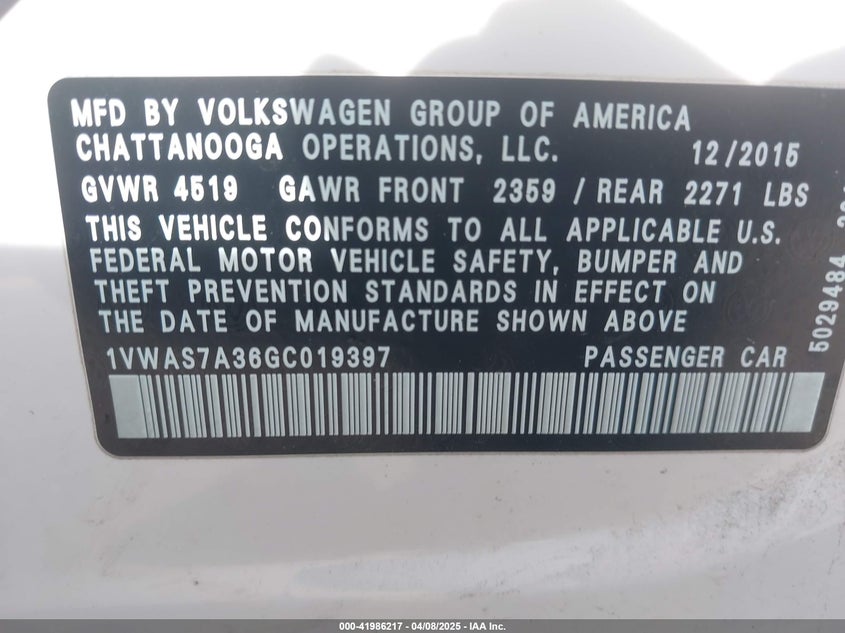 MFD BY VOLKSWAGEN GROUP OF AMERICA
CHATTANOOGA OPERATIONS, LLC. 12/2015
GVWR 4519 GAWR FRONT 2359 / REAR 2271 LBS
THIS VEHICLE CONFORMS TO ALL APPLICABLE U.S.
FEDERAL MOTOR VEHICLE SAFETY, BUMPER AND
THEFT PREVENTION STANDARDS IN EFFECT ON
THE DATE OF MANUFACTURE SHOWN ABOVE
1VWAS7A36GC019397 PASSENGER CAR
5029484
000-41986217 | 04/08/2025 - IAA Inc.